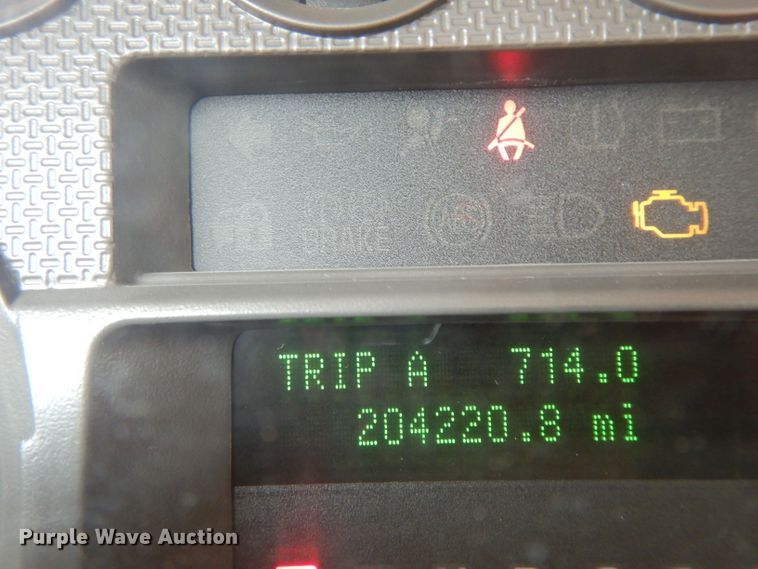 BRAKE
TRIP A 714.0
204220.8 mi
Purple Wave Auction